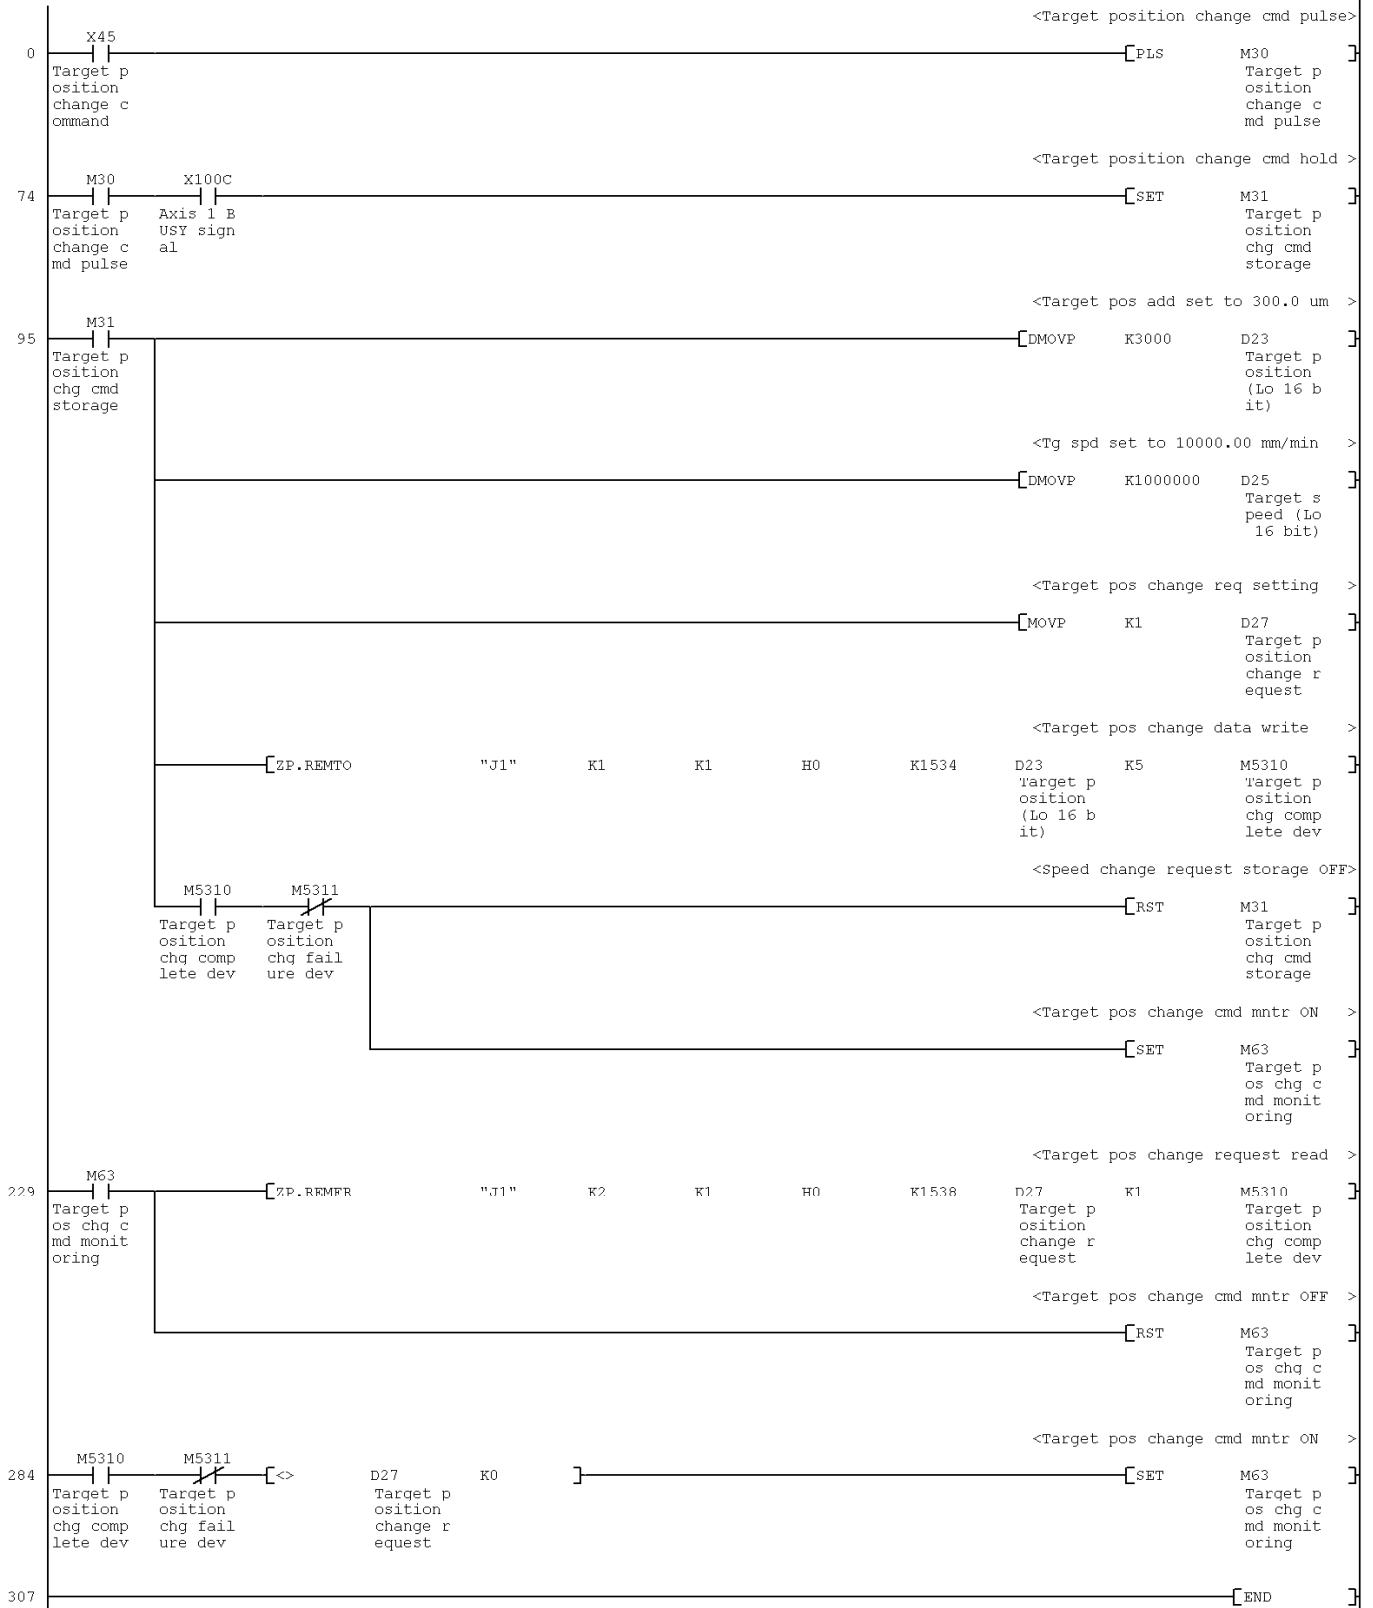 <Target position change cmd pulse>
X45
0 PLS M30
Target p Target p
osition osition
change c change c
ommand md pulse
<Target position change cmd hold >
M30 X100C
74 SET M31
Target p Axis 1 B Target p
osition USY sign osition
change c al chg cmd
md pulse storage
<Target pos add set to 300.0 um >
M31
95 DMOVP K3000 D23
Target p Target p
osition osition
chg cmd (Lo 16 b
storage it)
<Tg spd set to 10000.00 mm/min >
DMOVP K1000000 D25
Target s
peed (Lo
16 bit)
<Target pos change req setting >
MOVP K1 D27
Target p
osition
change r
equest
<Target pos change data write >
ZP.REMTO "J1" K1 K1 H0 K1534 D23 K5 M5310
Target p Target p
osition osition
(Lo 16 b chg comp
it) lete dev
<Speed change request storage OFF>
M5310 M5311
RST M31
Target p Target p Target p
osition osition osition
chg comp chg fail chg cmd
lete dev ure dev storage
<Target pos change cmd mntr ON >
SET M63
Target p
os chg c
md monit
oring
<Target pos change request read >
M63
229 ZP.REMFR "J1" K2 K1 H0 K1538 D27 K1 M5310
Target p Target p Target p
os chg c osition osition
md monit change r chg comp
oring equest lete dev
<Target pos change cmd mntr OFF >
RST M63
Target p
os chg c
md monit
oring
<Target pos change cmd mntr ON >
M5310 M5311
284 <> D27 K0 SET M63
Target p Target p Target p Target p
osition osition osition os chg c
chg comp chg fail change r md monit
lete dev ure dev equest oring
307 END